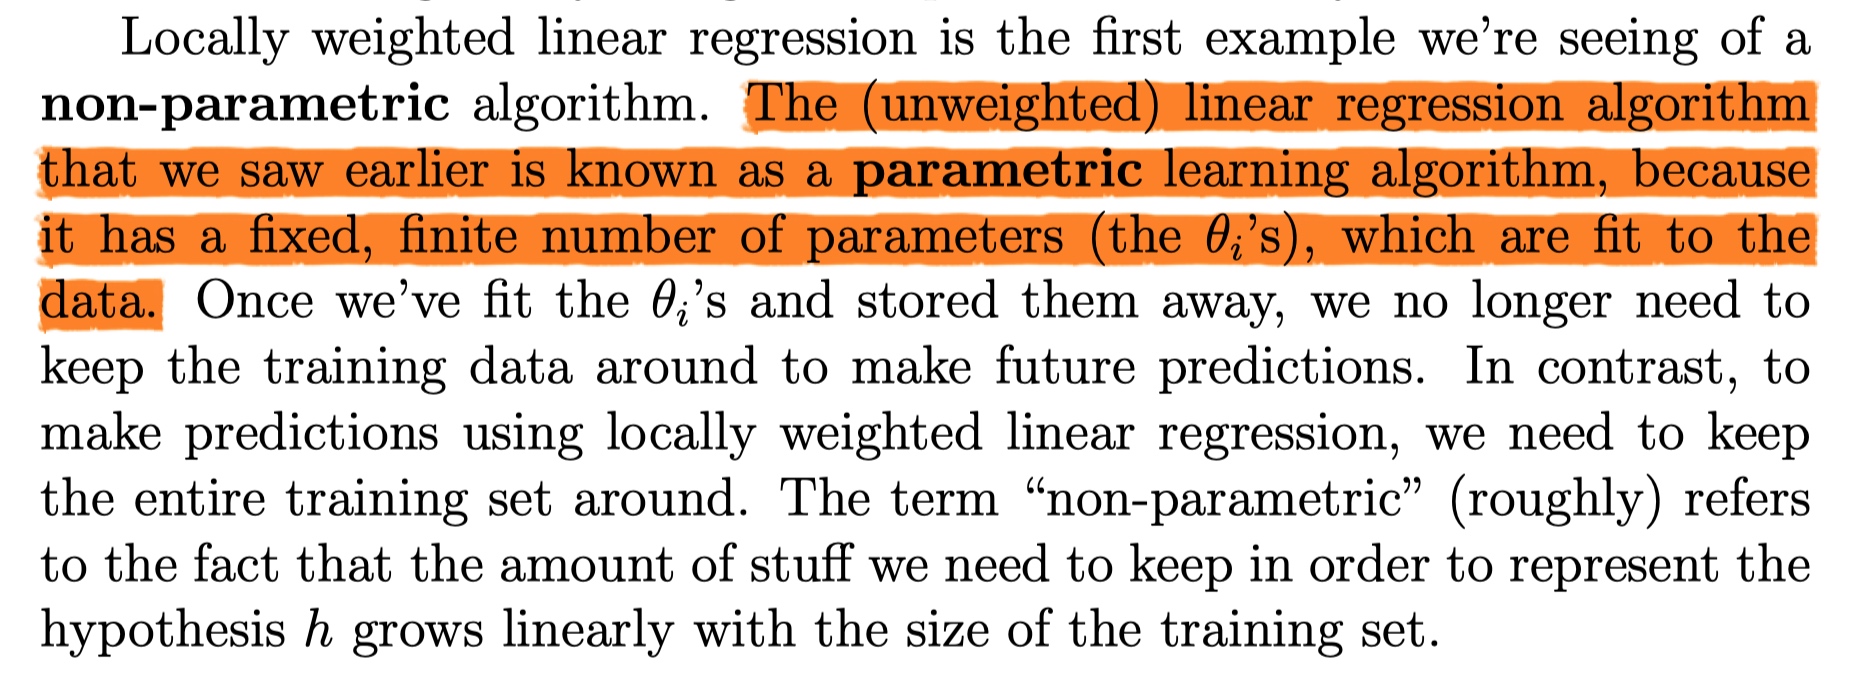 Locally weighted linear regression is the first example we’re seeing of a
non-parametric algorithm. The (unweighted) linear regression algorithm
that we saw earlier is known as a parametric learning algorithm, because
it has a fixed, finite number of parameters (the θᵢ’s), which are fit to the
data. Once we’ve fit the θᵢ’s and stored them away, we no longer need to
keep the training data around to make future predictions. In contrast, to
make predictions using locally weighted linear regression, we need to keep
the entire training set around. The term “non-parametric” (roughly) refers
to the fact that the amount of stuff we need to keep in order to represent the
hypothesis h grows linearly with the size of the training set.